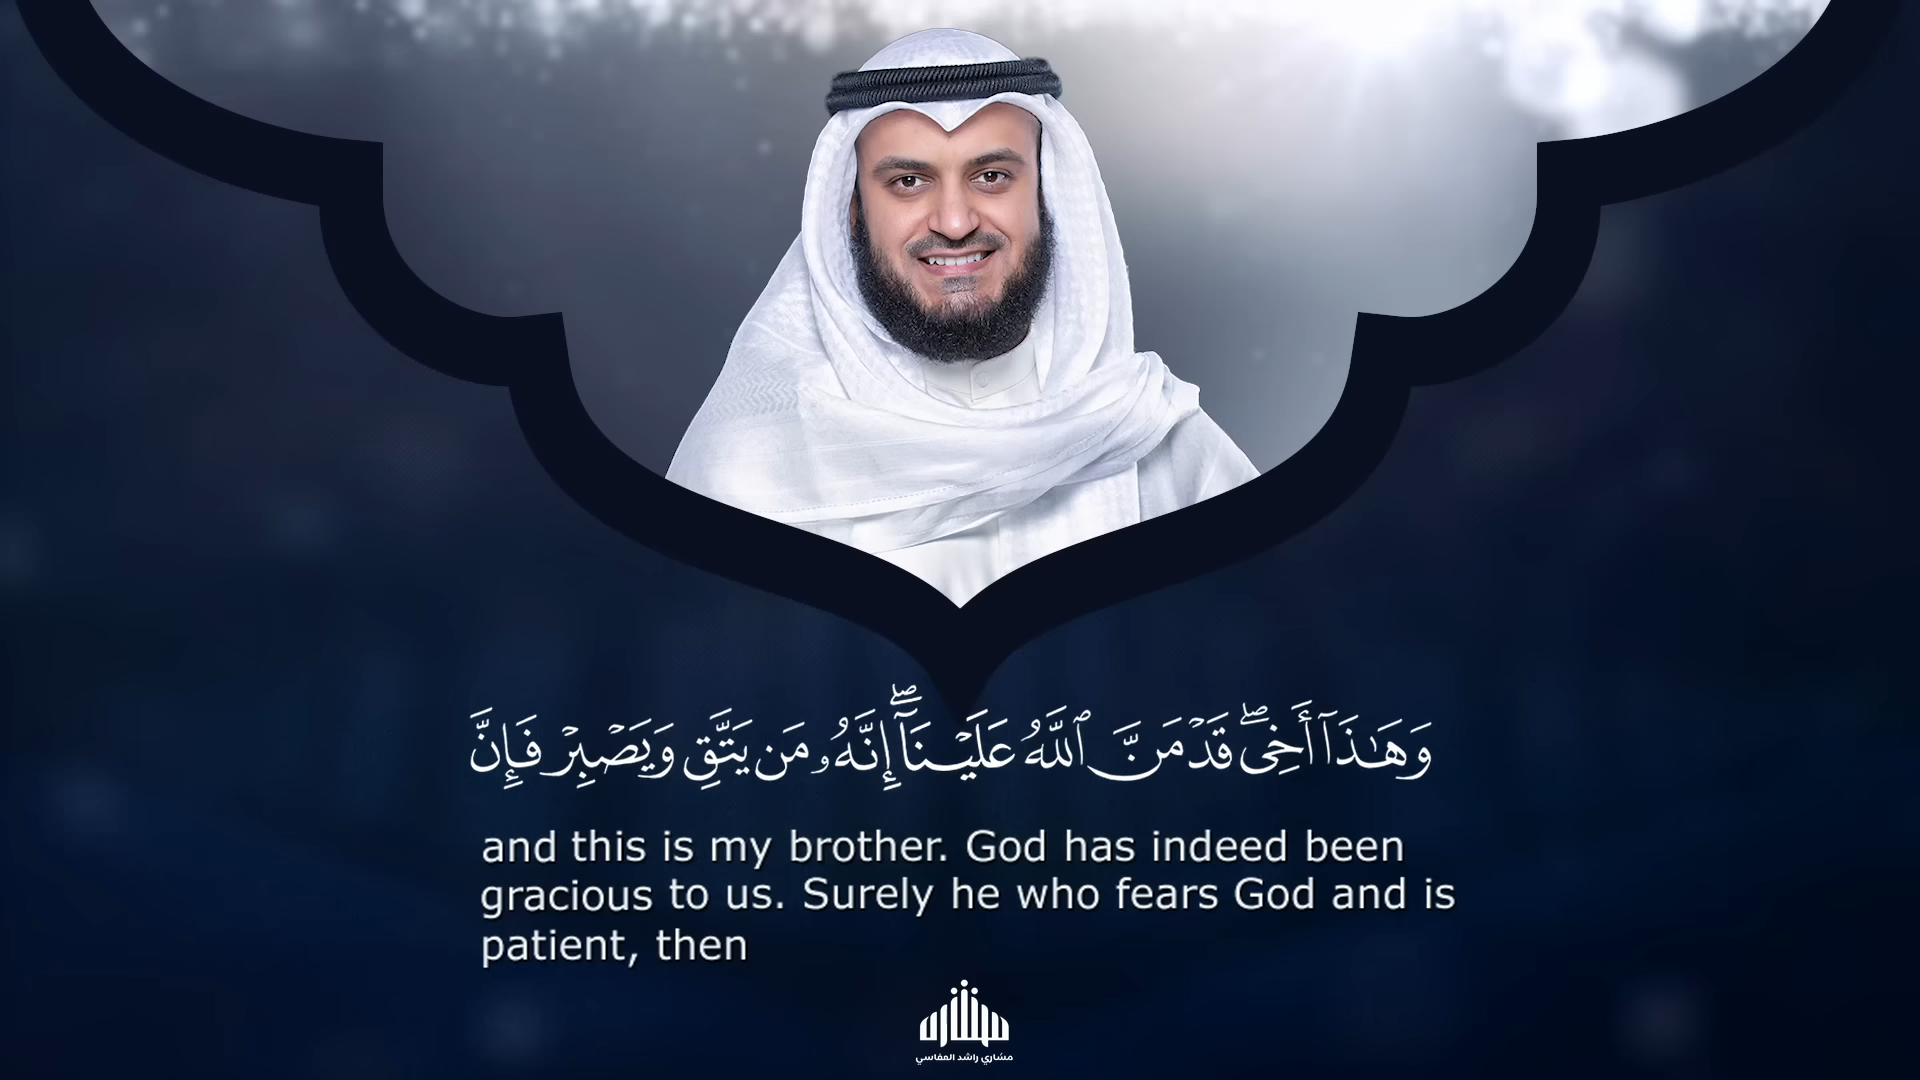 وَهَـٰذَآ أَخِى ۖ قَدْ مَنَّ ٱللَّهُ عَلَيْنَآ ۖ إِنَّهُۥ مَن يَتَّقِ وَيَصْبِرْ فَإِنَّ
and this is my brother. God has indeed been
gracious to us. Surely he who fears God and is
patient, then
مشاري راشد العفاسي